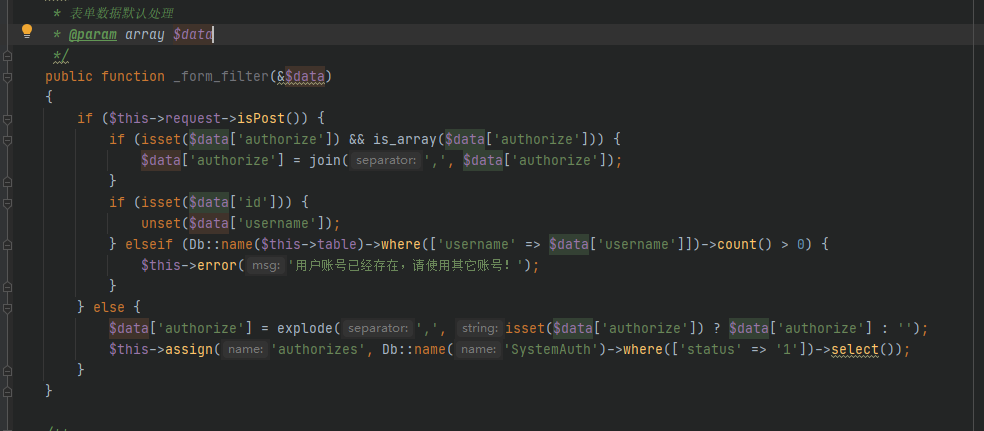 * 表单数据默认处理
* @param array $data
*/
public function _form_filter(&$data)
{
if ($this->request->isPost()) {
if (isset($data['authorize']) && is_array($data['authorize'])) {
$data['authorize'] = join( separator: ',', $data['authorize']);
}
if (isset($data['id'])) {
unset($data['username']);
} elseif (Db::name($this->table)->where(['username' => $data['username']])->count() > 0) {
$this->error( msg: '用户账号已经存在，请使用其它账号！');
}
} else {
$data['authorize'] = explode( separator: ',', string: isset($data['authorize']) ? $data['authorize'] : '');
$this->assign( name: 'authorizes', Db::name( name: 'SystemAuth')->where(['status' => '1'])->select());
}
}